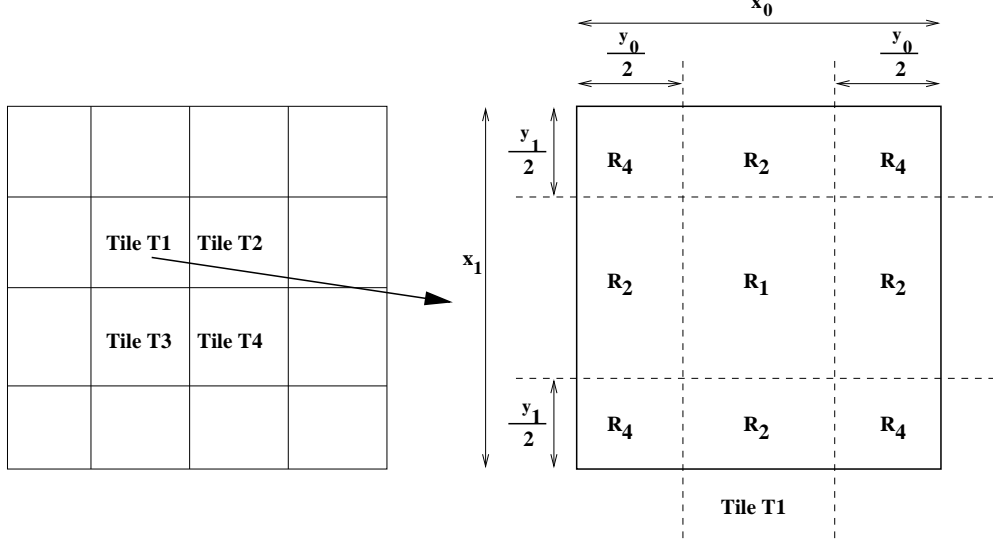 x0
y0
2
y0
2
y1
2
R4 R2 R4
Tile T1 Tile T2
x1
R2 R1 R2
Tile T3 Tile T4
y1
2
R4 R2 R4
Tile T1